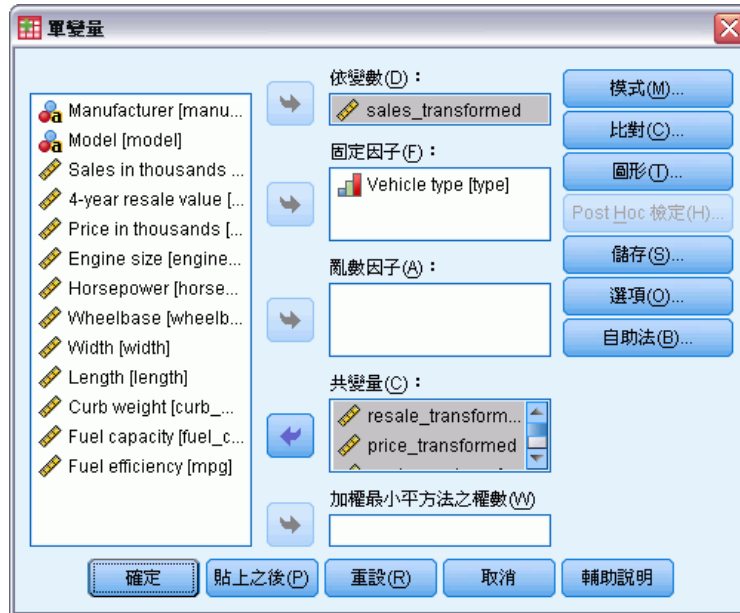 單變量
Manufacturer [manu...
Model [model]
Sales in thousands ...
4-year resale value [...
Price in thousands [...
Engine size [engine...
Horsepower [horse...
Wheelbase [wheelb...
Width [width]
Length [length]
Curb weight [curb_...
Fuel capacity [fuel_c...
Fuel efficiency [mpg]
依變數(D)：
sales_transformed
固定因子(F)：
Vehicle type [type]
亂數因子(A)：
共變量(C)：
resale_transform...
price_transformed
加權最小平方法之權數(W)
模式(M)...
比對(C)...
圖形(T)...
Post Hoc 檢定(H)...
儲存(S)...
選項(O)...
自助法(B)...
確定
貼上之後(P)
重設(R)
取消
輔助說明